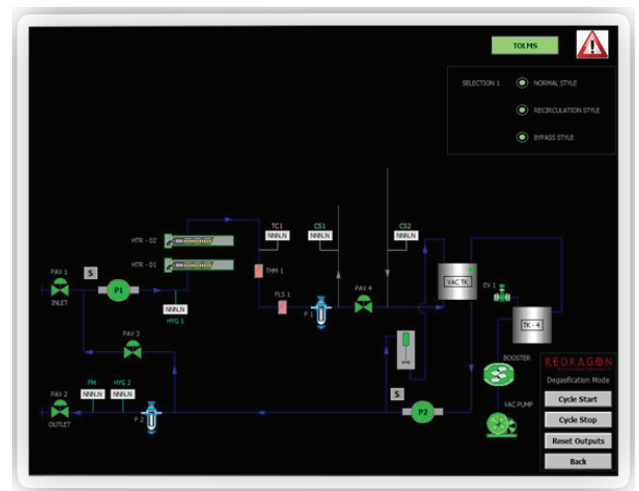 TOLMS
SELECTION 1
NORMAL STYLE
RECIRCULATION STYLE
BYPASS STYLE
TC1
NNN.N
CS1
NNN.N
CS2
NNN.N
HTR - 02
HTR - 01
THM 1
PAV 1
S
P1
INLET
NNN.N
HYG 1
FLS 1
F 1
PAV 4
VAC TK
EV 1
TK - 4
PAV 3
BOOSTER
REDRAGON
Degasification Mode
PAV 2
FM
HYG 2
NNN.N
NNN.N
OUTLET
F 2
S
P2
VAC PUMP
Cycle Start
Cycle Stop
Reset Outputs
Back